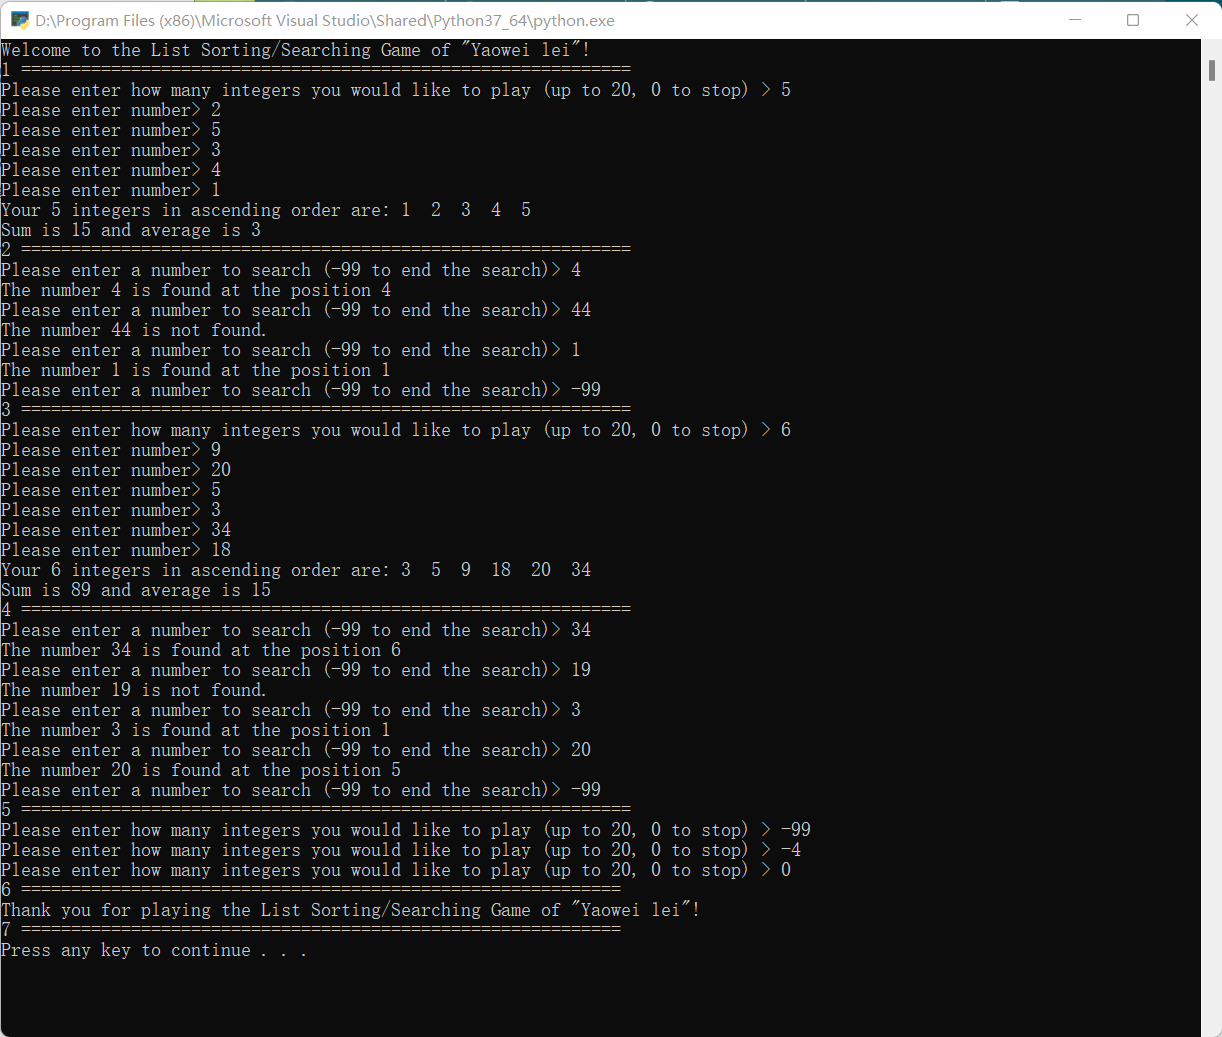 D:\Program Files (x86)\Microsoft Visual Studio\Shared\Python37_64\python.exe
Welcome to the List Sorting/Searching Game of "Yaowei lei"!
1 =============================================================
Please enter how many integers you would like to play (up to 20, 0 to stop) > 5
Please enter number> 2
Please enter number> 5
Please enter number> 3
Please enter number> 4
Please enter number> 1
Your 5 integers in ascending order are: 1  2  3  4  5
Sum is 15 and average is 3
2 =============================================================
Please enter a number to search (-99 to end the search)> 4
The number 4 is found at the position 4
Please enter a number to search (-99 to end the search)> 44
The number 44 is not found.
Please enter a number to search (-99 to end the search)> 1
The number 1 is found at the position 1
Please enter a number to search (-99 to end the search)> -99
3 =============================================================
Please enter how many integers you would like to play (up to 20, 0 to stop) > 6
Please enter number> 9
Please enter number> 20
Please enter number> 5
Please enter number> 3
Please enter number> 34
Please enter number> 18
Your 6 integers in ascending order are: 3  5  9  18  20  34
Sum is 89 and average is 15
4 =============================================================
Please enter a number to search (-99 to end the search)> 34
The number 34 is found at the position 6
Please enter a number to search (-99 to end the search)> 19
The number 19 is not found.
Please enter a number to search (-99 to end the search)> 3
The number 3 is found at the position 1
Please enter a number to search (-99 to end the search)> 20
The number 20 is found at the position 5
Please enter a number to search (-99 to end the search)> -99
5 =============================================================
Please enter how many integers you would like to play (up to 20, 0 to stop) > -99
Please enter how many integers you would like to play (up to 20, 0 to stop) > -4
Please enter how many integers you would like to play (up to 20, 0 to stop) > 0
6 ============================================================
Thank you for playing the List Sorting/Searching Game of "Yaowei lei"!
7 ============================================================
Press any key to continue . . .